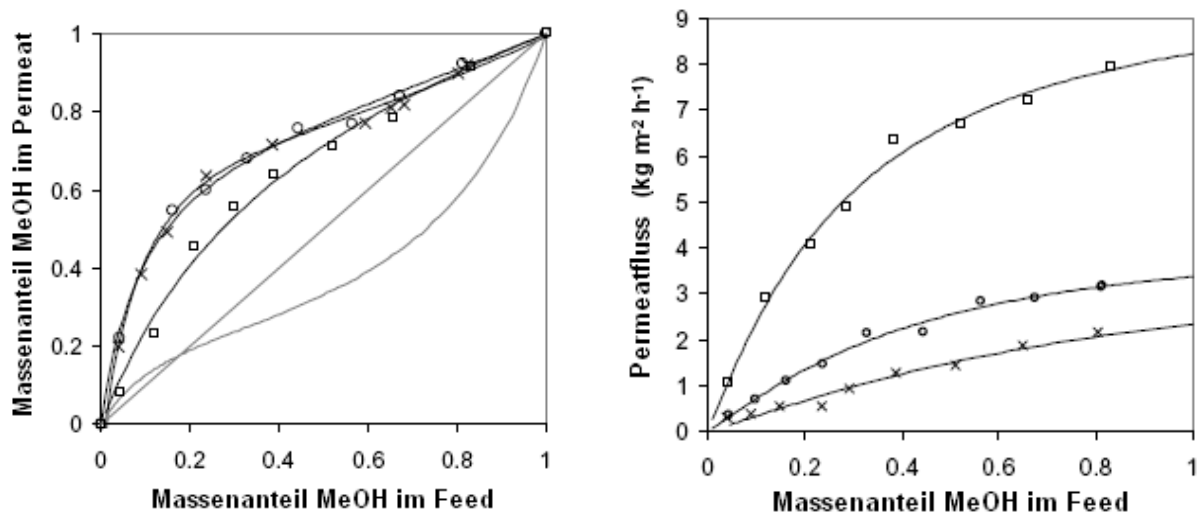 1
0.8
0.6
0.4
0.2
0
0 0.2 0.4 0.6 0.8 1
Massenanteil MeOH im Permeat
Massenanteil MeOH im Feed
9
8
7
6
5
4
3
2
1
0
0 0.2 0.4 0.6 0.8 1
Permeatfluss (kg m⁻² h⁻¹)
Massenanteil MeOH im Feed